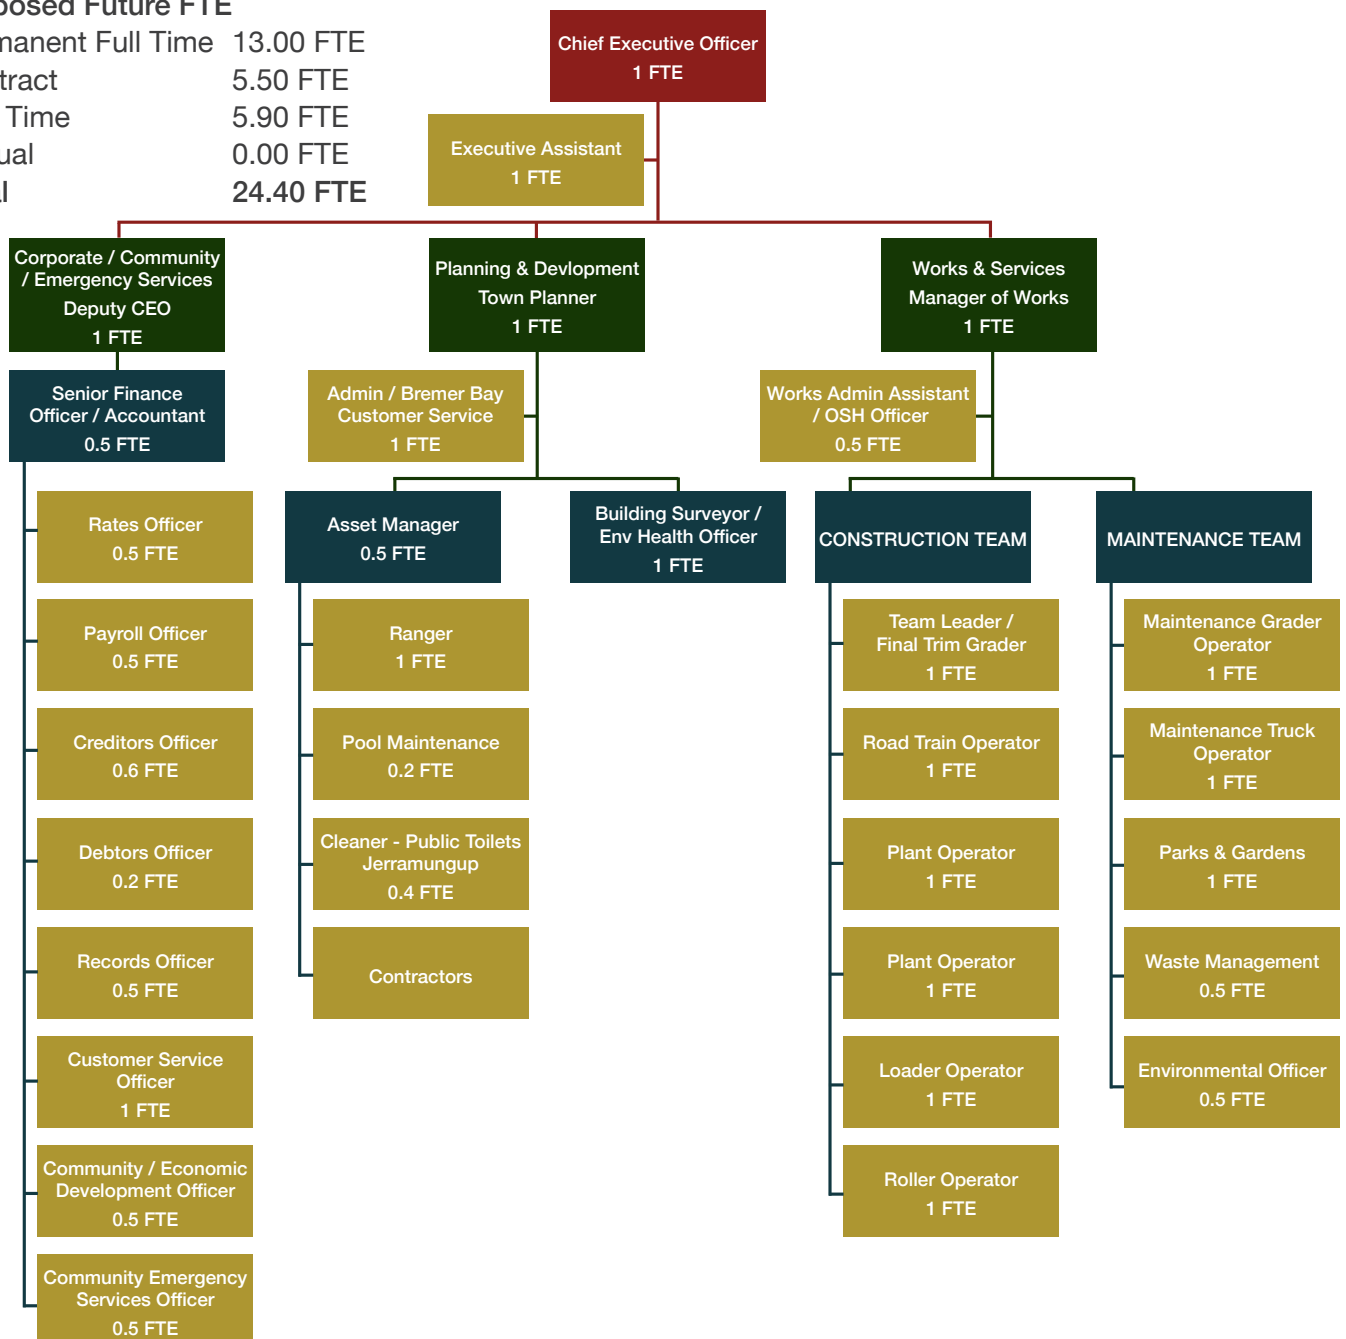 posed Future FTE
manent Full Time 13.00 FTE
tract 5.50 FTE
Time 5.90 FTE
ual 0.00 FTE
al 24.40 FTE
Chief Executive Officer
1 FTE
Executive Assistant
1 FTE
Corporate / Community
/ Emergency Services
Deputy CEO
1 FTE
Planning & Devlopment
Town Planner
1 FTE
Works & Services
Manager of Works
1 FTE
Senior Finance
Officer / Accountant
0.5 FTE
Admin / Bremer Bay
Customer Service
1 FTE
Works Admin Assistant
/ OSH Officer
0.5 FTE
Rates Officer
0.5 FTE
Payroll Officer
0.5 FTE
Creditors Officer
0.6 FTE
Debtors Officer
0.2 FTE
Records Officer
0.5 FTE
Customer Service
Officer
1 FTE
Community / Economic
Development Officer
0.5 FTE
Community Emergency
Services Officer
0.5 FTE
Asset Manager
0.5 FTE
Ranger
1 FTE
Pool Maintenance
0.2 FTE
Cleaner - Public Toilets
Jerramungup
0.4 FTE
Contractors
Building Surveyor /
Env Health Officer
1 FTE
CONSTRUCTION TEAM
Team Leader /
Final Trim Grader
1 FTE
Road Train Operator
1 FTE
Plant Operator
1 FTE
Plant Operator
1 FTE
Loader Operator
1 FTE
Roller Operator
1 FTE
MAINTENANCE TEAM
Maintenance Grader
Operator
1 FTE
Maintenance Truck
Operator
1 FTE
Parks & Gardens
1 FTE
Waste Management
0.5 FTE
Environmental Officer
0.5 FTE